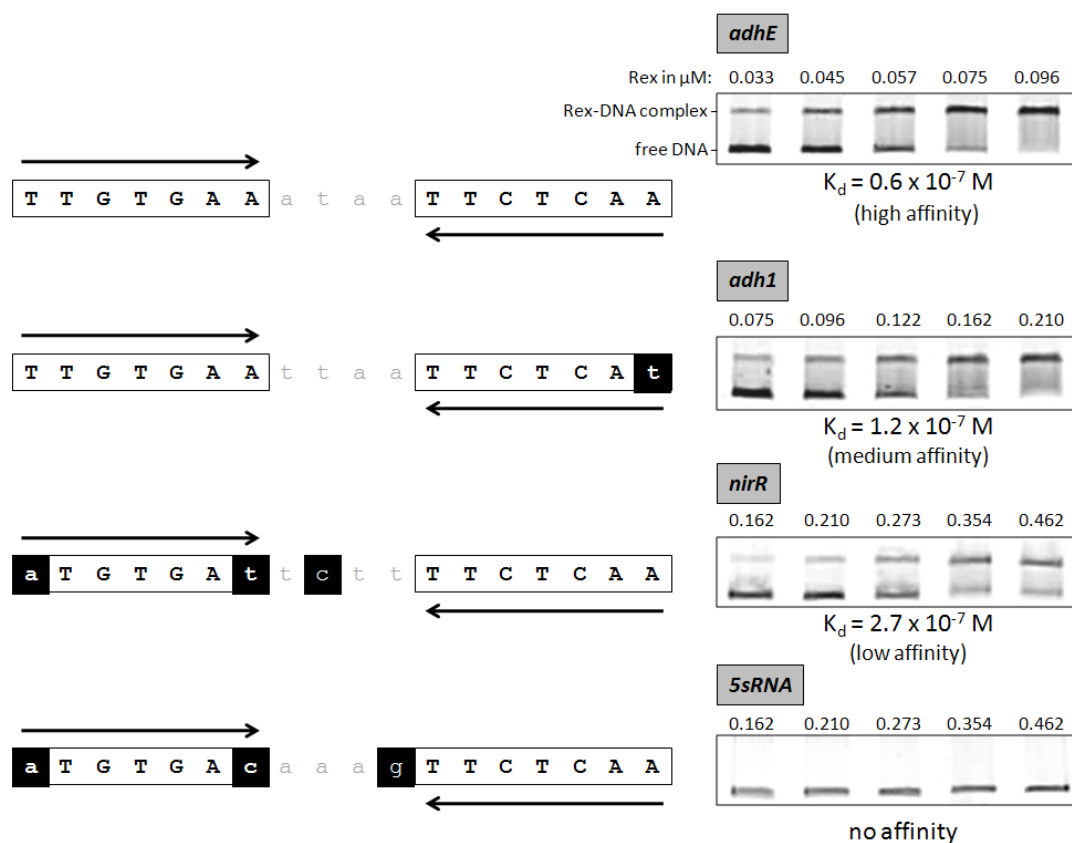 adhE
Rex in µM: 0.033 0.045 0.057 0.075 0.096
Rex-DNA complex
free DNA
T T G T G A A a t a a T T C T C A A
Kd = 0.6 x 10-7 M
(high affinity)
adh1
0.075 0.096 0.122 0.162 0.210
T T G T G A A t t a a T T C T C A t
Kd = 1.2 x 10-7 M
(medium affinity)
nirR
0.162 0.210 0.273 0.354 0.462
a T G T G A t t c t t T T C T C A A
Kd = 2.7 x 10-7 M
(low affinity)
5sRNA
0.162 0.210 0.273 0.354 0.462
a T G T G A c a a a g T T C T C A A
no affinity